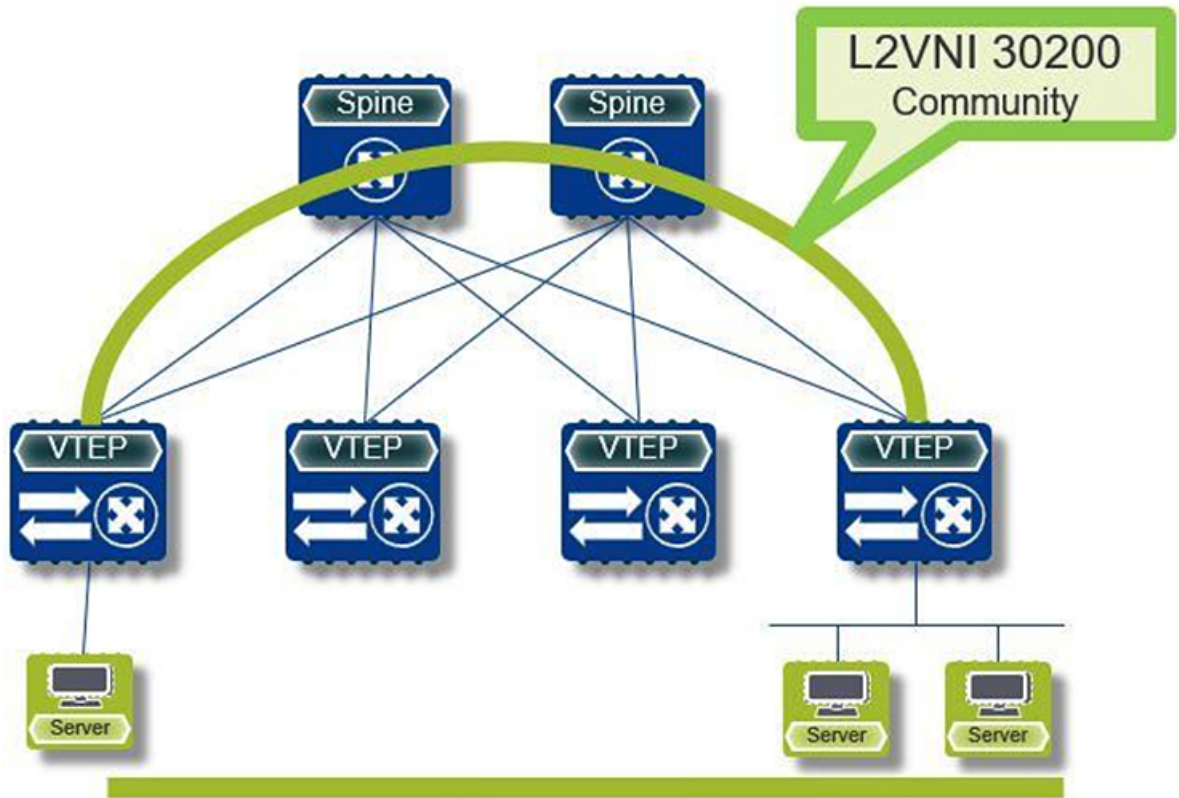 L2VNI 30200
Community
Spine
Spine
VTEP
VTEP
VTEP
VTEP
Server
Server
Server